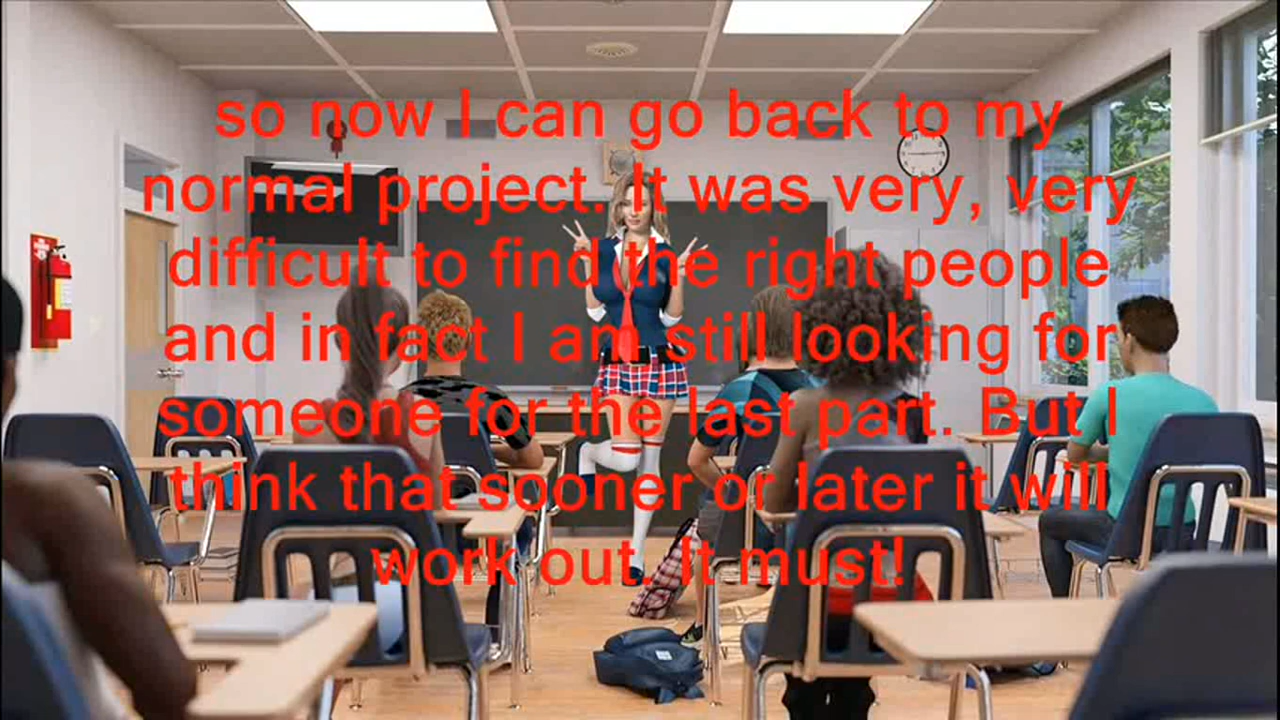 so now I can go back to my
normal project. It was very, very
difficult to find the right people
and in fact I am still looking for
someone for the last part. But I
think that sooner or later it will
work out. It must!